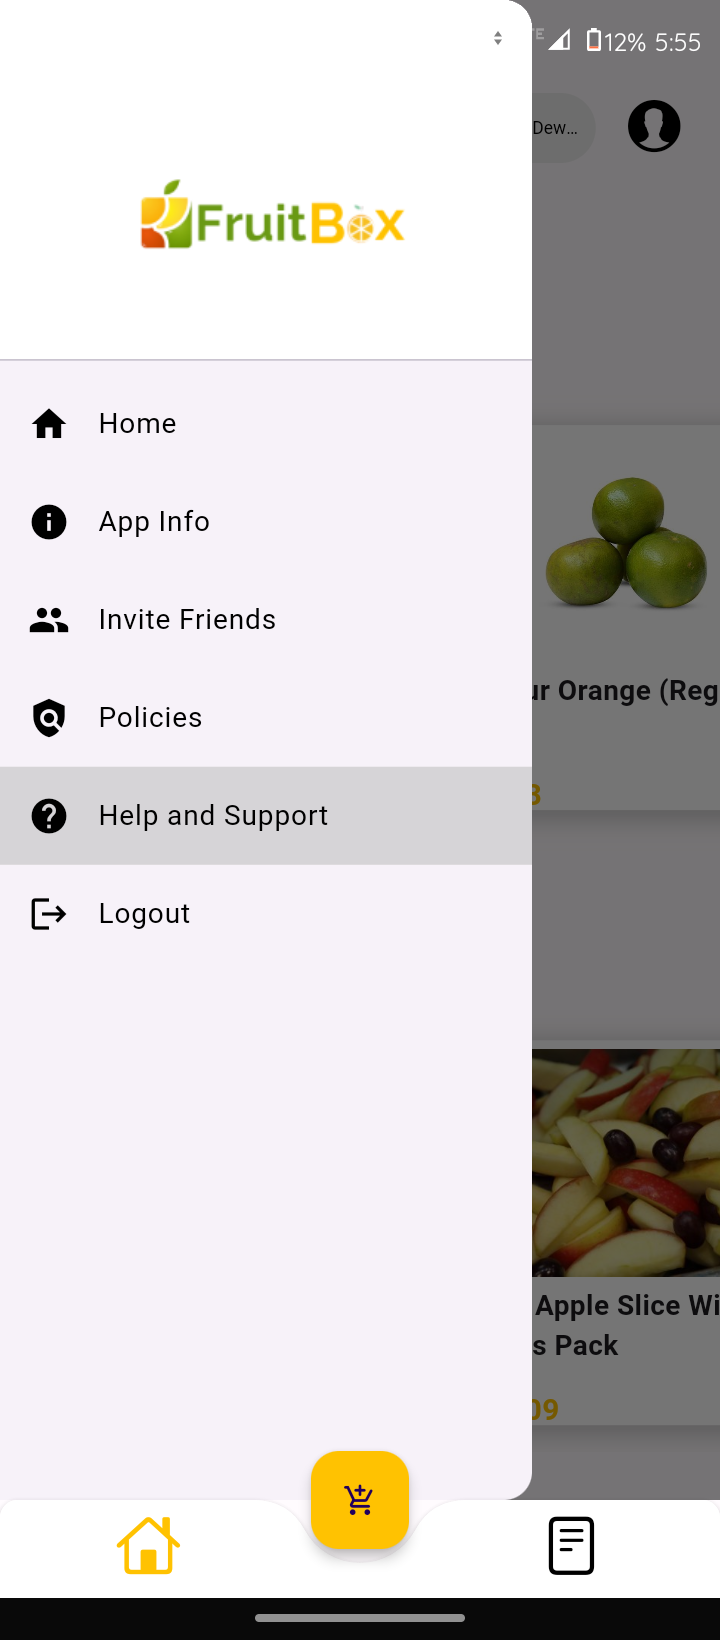 12% 5:55
Dew...
FruitBox
Home
App Info
Invite Friends
Policies
Help and Support
Logout
Orange (Reg
3
Apple Slice Wi
s Pack
09